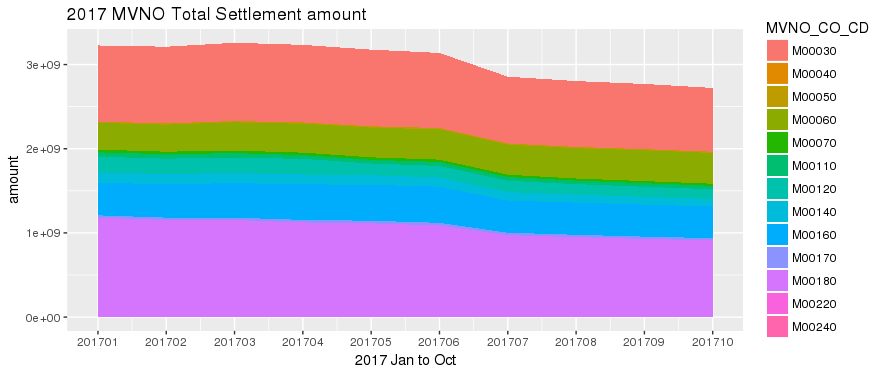 2017 MVNO Total Settlement amount
MVNO_CO_CD
M00030
M00040
M00050
M00060
M00070
M00110
M00120
M00140
M00160
M00170
M00180
M00220
M00240
amount
3e+09
2e+09
1e+09
0e+00
201701 201702 201703 201704 201705 201706 201707 201708 201709 201710
2017 Jan to Oct